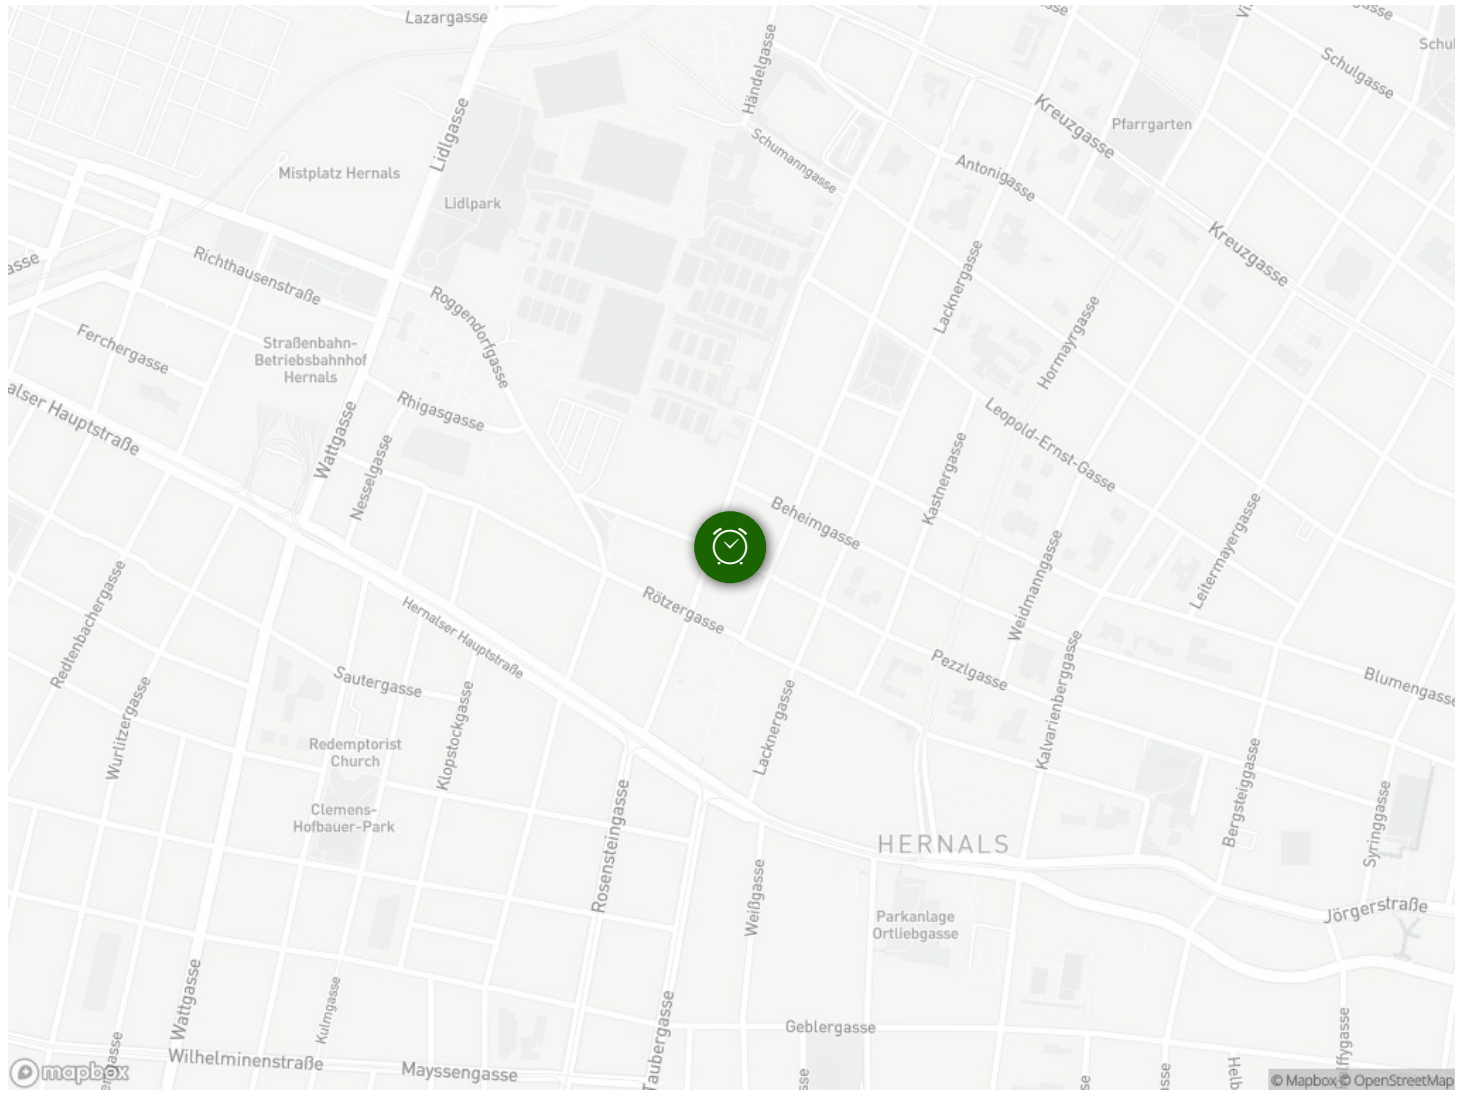 Lazargasse
Händelgasse
Schulgasse
Lidlgasse
Kreuzgasse
Pfarrgarten
Schumanngasse
Antonigasse
Mistplatz Hernals
Lidlpark
Kreuzgasse
Richthausenstraße
Lacknergasse
Roggendorfgasse
Hormayrgasse
Ferchergasse
Straßenbahn-
Betriebsbahnhof
Hernals
alser Hauptstraße
Rhigasgasse
Leopold-Ernst-Gasse
Wattgasse
Nesselgasse
Kastnergasse
Beheimgasse
Leitermayergasse
Weidmanngasse
Redtenbachergasse
Rötzergasse
Hernalser Hauptstraße
Pezzlgasse
Kalvarienberggasse
Blumengasse
Sautergasse
Wurlitzergasse
Klopstockgasse
Lacknergasse
Redemptorist
Church
Clemens-
Hofbauer-Park
Bergsteiggasse
Syringgasse
Rosensteingasse
HERNALS
Weißgasse
Jörgerstraße
Parkanlage
Ortliebgasse
Wattgasse
Kulmgasse
Taubergasse
Geblergasse
Wilhelminenstraße
Mayssengasse
mapbox
© Mapbox © OpenStreetMap